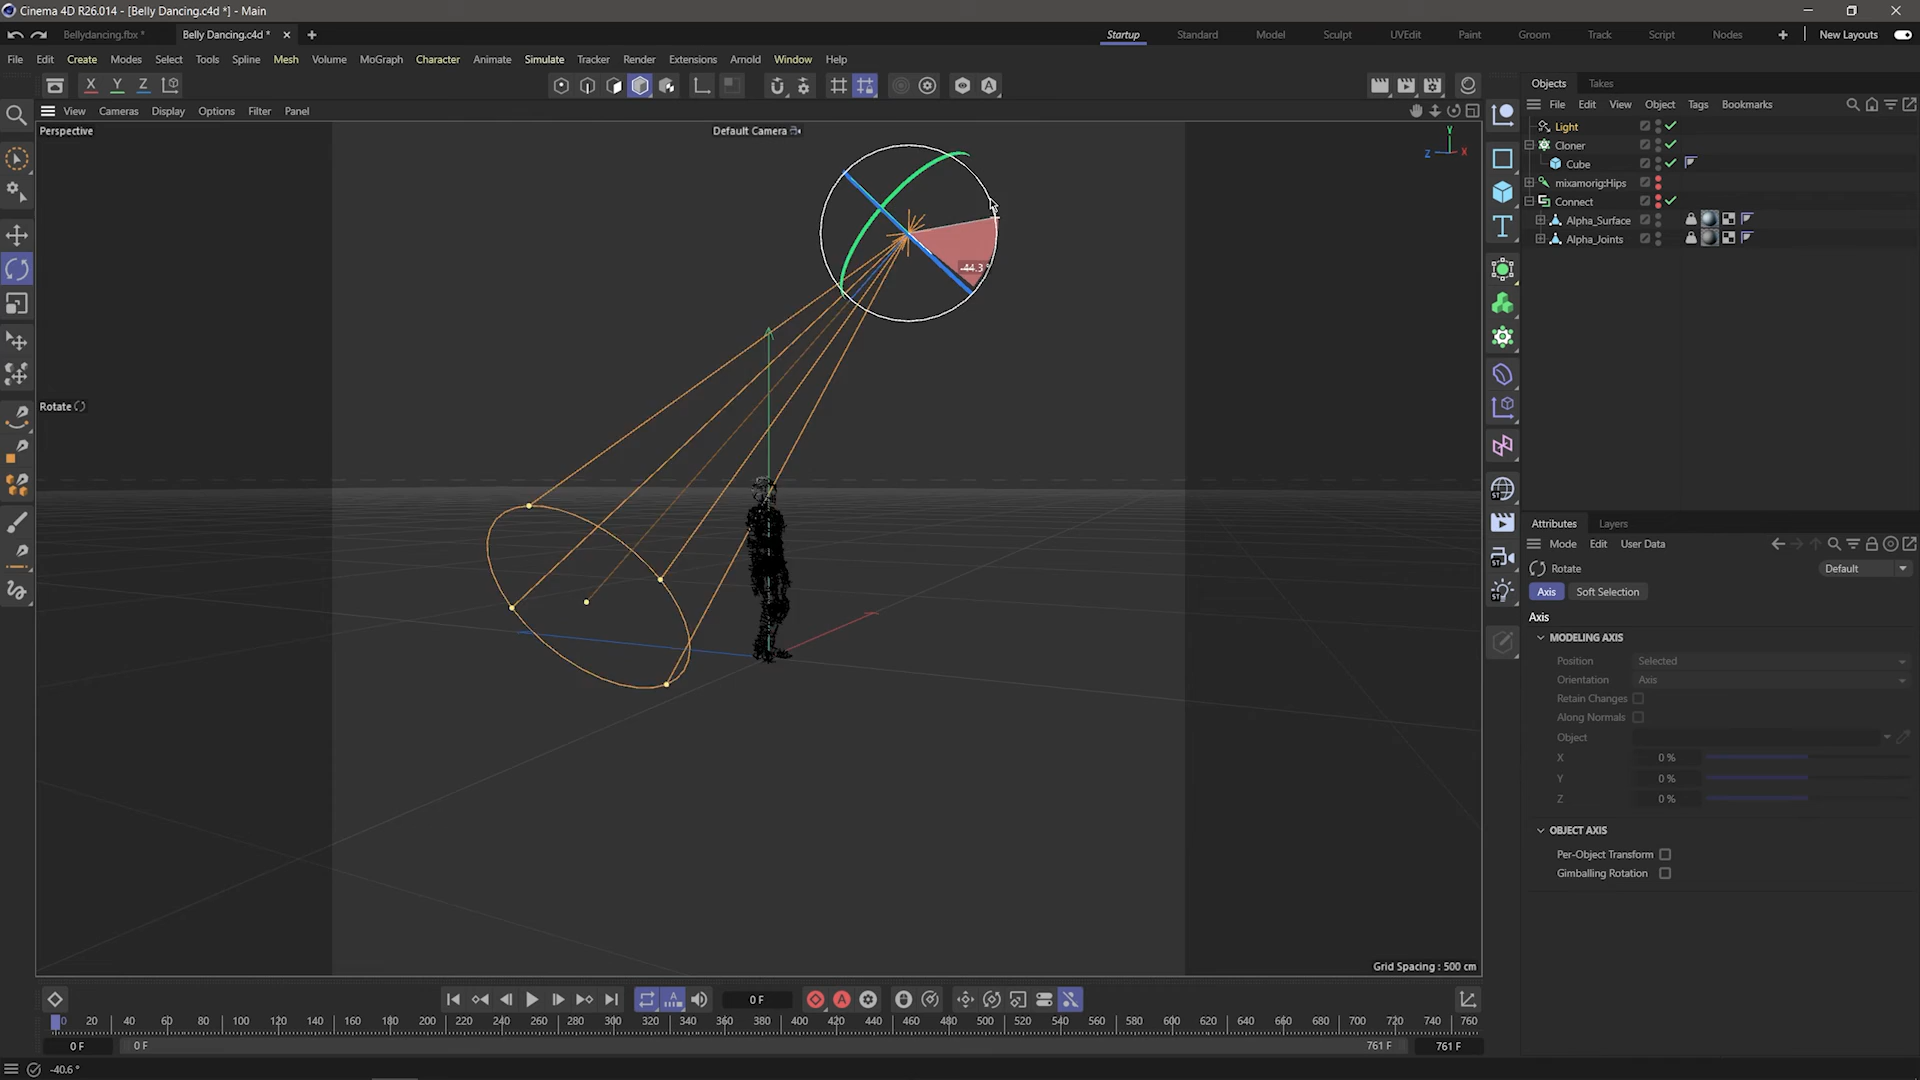 Cinema 4D R26.014 - [Belly Dancing.c4d *] - Main
Bellydancing.fbx *
Belly Dancing.c4d *
Startup
Standard
Model
Sculpt
UVEdit
Paint
Groom
Track
Script
Nodes
New Layouts
File
Edit
Create
Modes
Select
Tools
Spline
Mesh
Volume
MoGraph
Character
Animate
Simulate
Tracker
Render
Extensions
Arnold
Window
Help
X
Y
Z
View
Cameras
Display
Options
Filter
Panel
Perspective
Default Camera
Y
Z
X
-44.3 °
Rotate
Grid Spacing : 500 cm
Objects
Takes
File
Edit
View
Object
Tags
Bookmarks
Light
Cloner
Cube
mixamorig:Hips
Connect
Alpha_Surface
Alpha_Joints
ST
ST
ST
ST
Attributes
Layers
Mode
Edit
User Data
Rotate
Default
Axis
Soft Selection
Axis
MODELING AXIS
Position
Selected
Orientation
Axis
Retain Changes
Along Normals
Object
X
0 %
Y
0 %
Z
0 %
OBJECT AXIS
Per-Object Transform
Gimballing Rotation
0 F
0 20 40 60 80 100 120 140 160 180 200 220 240 260 280 300 320 340 360 380 400 420 440 460 480 500 520 540 560 580 600 620 640 660 680 700 720 740 760
0 F
0 F
761 F
761 F
-40.6 °